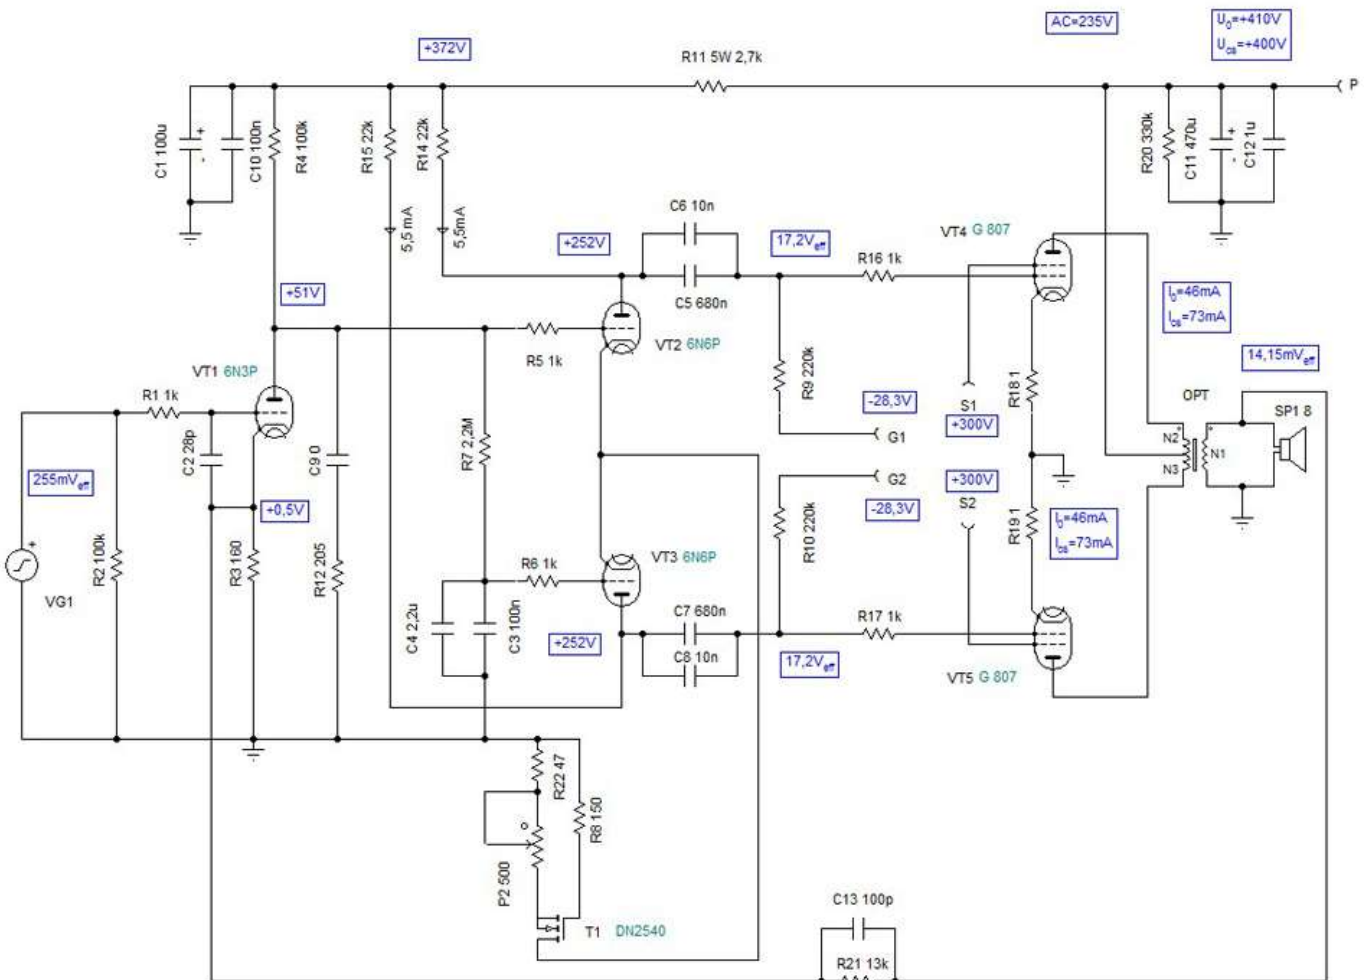 AC=235V
U0=+410V
Ucs=+400V
+372V
R11 5W 2,7k
P
C1 100u
+
-
C10 100n
R4 100k
R15 22k
R14 22k
5,5mA
5,5mA
R20 330k
C11 470u
+
-
C12 1u
C6 10n
+252V
17,2Veff
VT4 G 807
R16 1k
C5 680n
+51V
I0=46mA
Ics=73mA
VT2 6N6P
R5 1k
VT1 6N3P
R9 220k
R18 1
14,15mVeff
R1 1k
-28,3V
S1
+300V
OPT
SP1 8
G1
N2
N1
N3
C2 28p
C9 0
R7 2,2M
G2
+300V
S2
255mVeff
+0,5V
-28,3V
R10 220k
R19 1
I0=46mA
Ics=73mA
+
VG1
R2 100k
R3 160
R12 205
R6 1k
VT3 6N6P
C4 2,2u
C3 100n
C7 680n
R17 1k
+252V
C8 10n
17,2Veff
VT5 G 807
R22 47
R8 150
P2 500
T1 DN2540
C13 100p
R21 13k